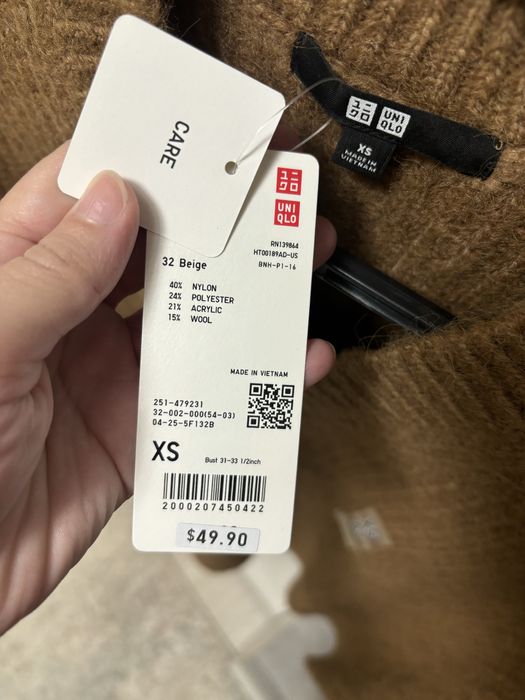 CARE
ユニ
クロ
UNI
QLO
XS
MADE IN
VIETNAM
ユニ
クロ
UNI
QLO
RN139864
HT00189AD-US
BNH-P1-16
32 Beige
40% NYLON
24% POLYESTER
21% ACRYLIC
15% WOOL
MADE IN VIETNAM
251-479231
32-002-000(54-03)
04-25-5F132B
XS
Bust 31-33 1/2inch
2000207450422
$49.90